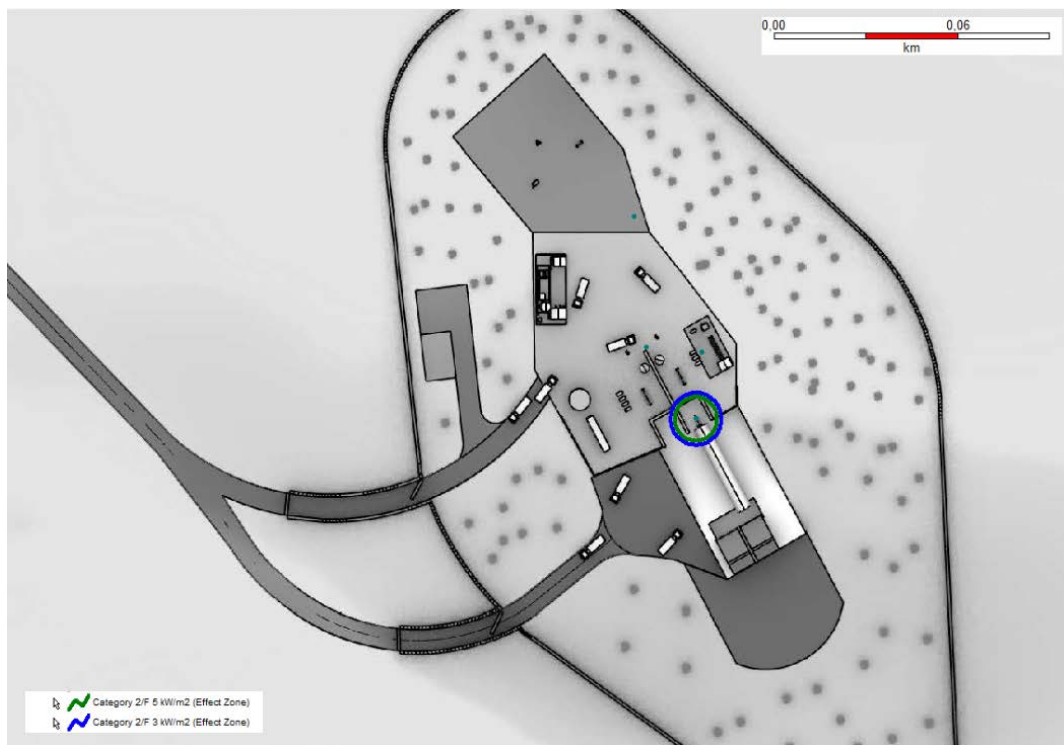 0,00 0,06
km
Category 2/F 5 kW/m2 (Effect Zone)
Category 2/F 3 kW/m2 (Effect Zone)